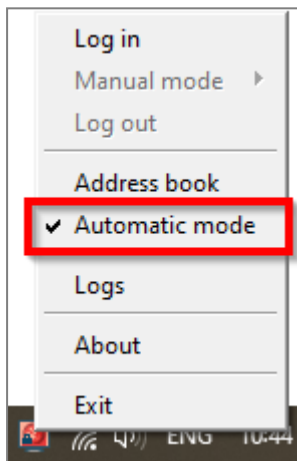 Log in
Manual mode
Log out
Address book
Automatic mode
Logs
About
Exit
ENG 10:44